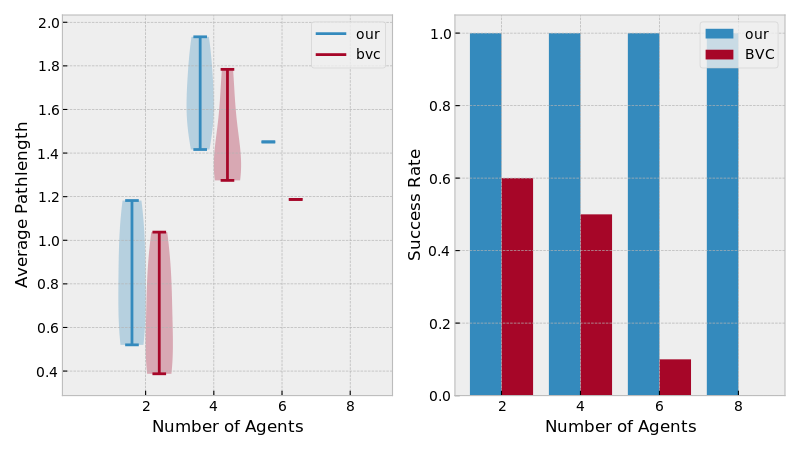 2.0
1.8
1.6
1.4
1.2
1.0
0.8
0.6
0.4
Average Pathlength
2 4 6 8
Number of Agents
our
bvc
1.0
0.8
0.6
0.4
0.2
0.0
Success Rate
2 4 6 8
Number of Agents
our
BVC